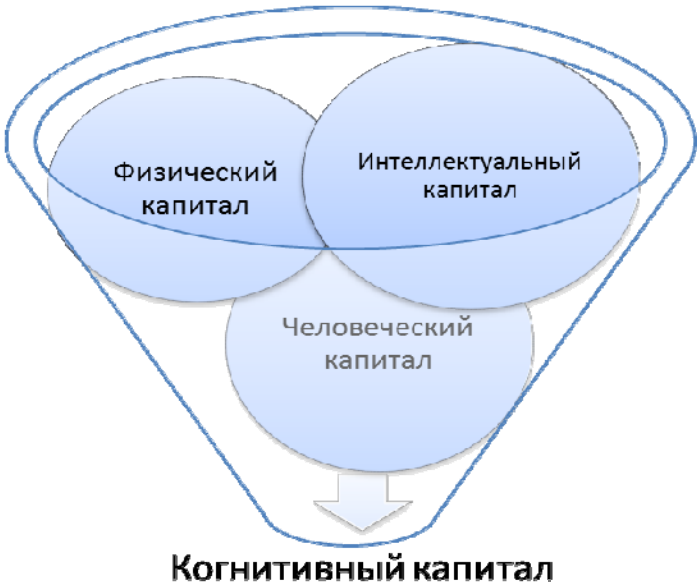 Физический
капитал
Интеллектуальный
капитал
Человеческий
капитал
Когнитивный капитал